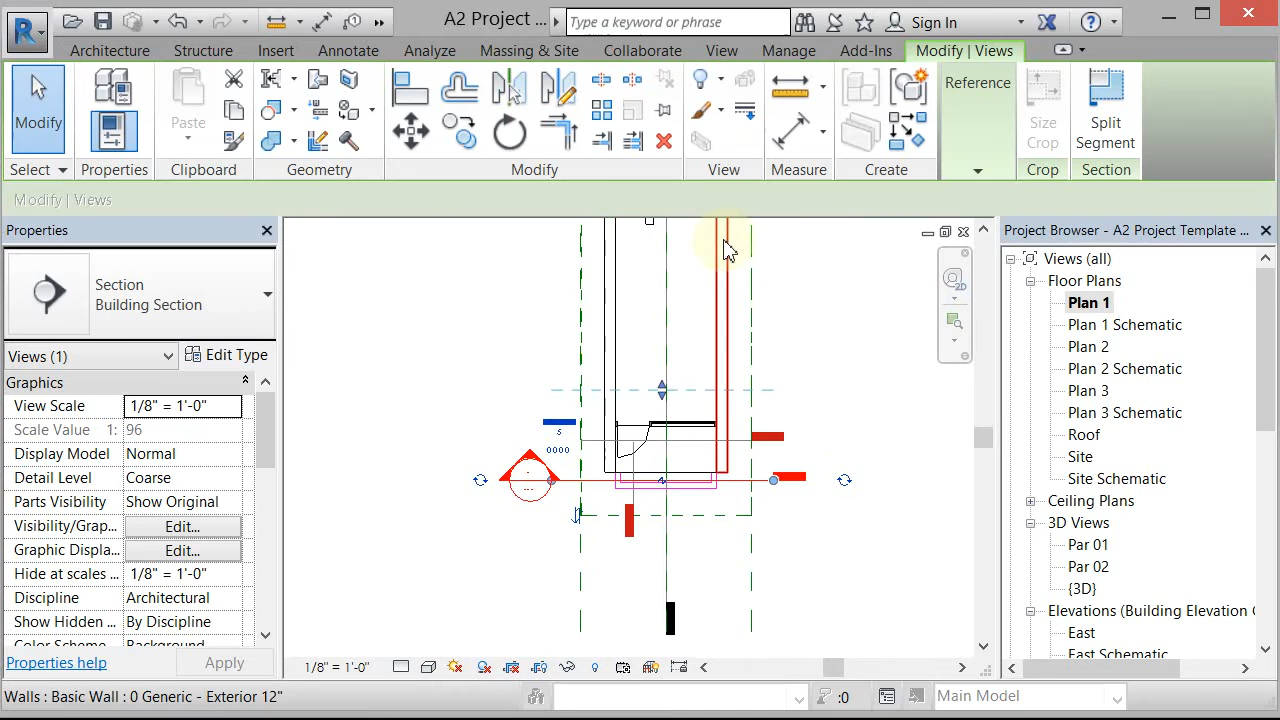 A2 Project ...
Type a keyword or phrase
Sign In
Architecture Structure Insert Annotate Analyze Massing & Site Collaborate View Manage Add-Ins Modify | Views
Modify
Paste
Reference
Size Crop
Split Segment
Select Properties Clipboard Geometry Modify View Measure Create Crop Section
Modify | Views
Properties
Section
Building Section
Views (1)
Edit Type
Graphics
View Scale 1/8" = 1'-0"
Scale Value 1: 96
Display Model Normal
Detail Level Coarse
Parts Visibility Show Original
Visibility/Grap... Edit...
Graphic Displa... Edit...
Hide at scales ... 1/8" = 1'-0"
Discipline Architectural
Show Hidden ... By Discipline
Color Scheme... Background
Properties help
Apply
2D
s
0000
Project Browser - A2 Project Template ...
Views (all)
Floor Plans
Plan 1
Plan 1 Schematic
Plan 2
Plan 2 Schematic
Plan 3
Plan 3 Schematic
Roof
Site
Site Schematic
Ceiling Plans
3D Views
Par 01
Par 02
{3D}
Elevations (Building Elevation
East
East Schematic
1/8" = 1'-0"
Walls : Basic Wall : 0 Generic - Exterior 12"
:0
Main Model